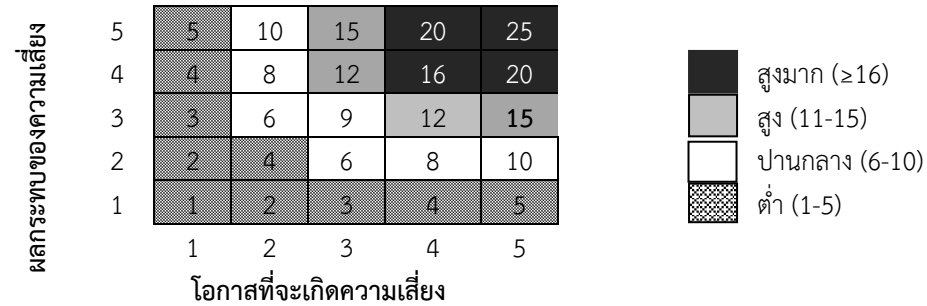 ผลกระทบของความเสี่ยง
5 5 10 15 20 25
4 4 8 12 16 20
3 3 6 9 12 15
2 2 4 6 8 10
1 1 2 3 4 5
1 2 3 4 5
โอกาสที่จะเกิดความเสี่ยง
สูงมาก (≥16)
สูง (11-15)
ปานกลาง (6-10)
ต่ำ (1-5)